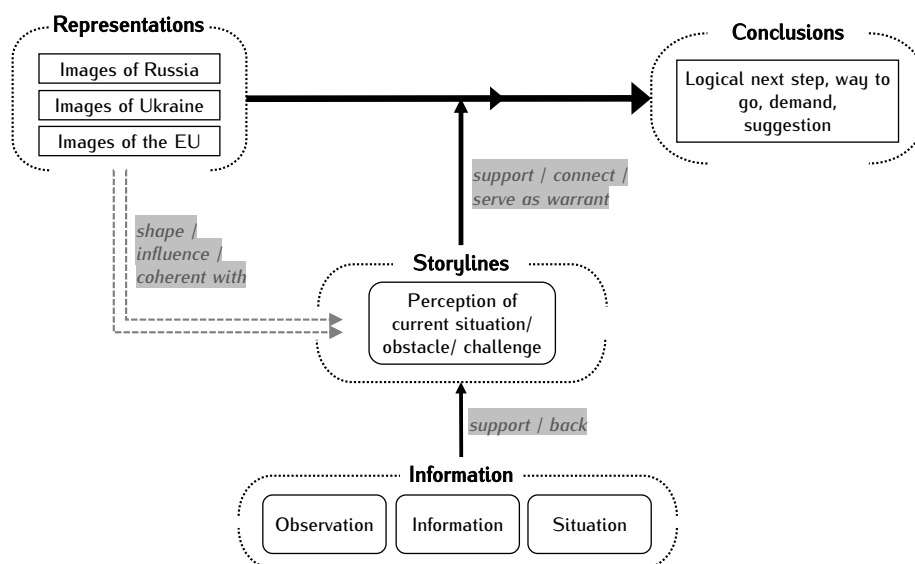 Representations
Images of Russia
Images of Ukraine
Images of the EU
Conclusions
Logical next step, way to
go, demand,
suggestion
support / connect /
serve as warrant
shape /
influence /
coherent with
Storylines
Perception of
current situation/
obstacle/ challenge
support / back
Information
Observation
Information
Situation